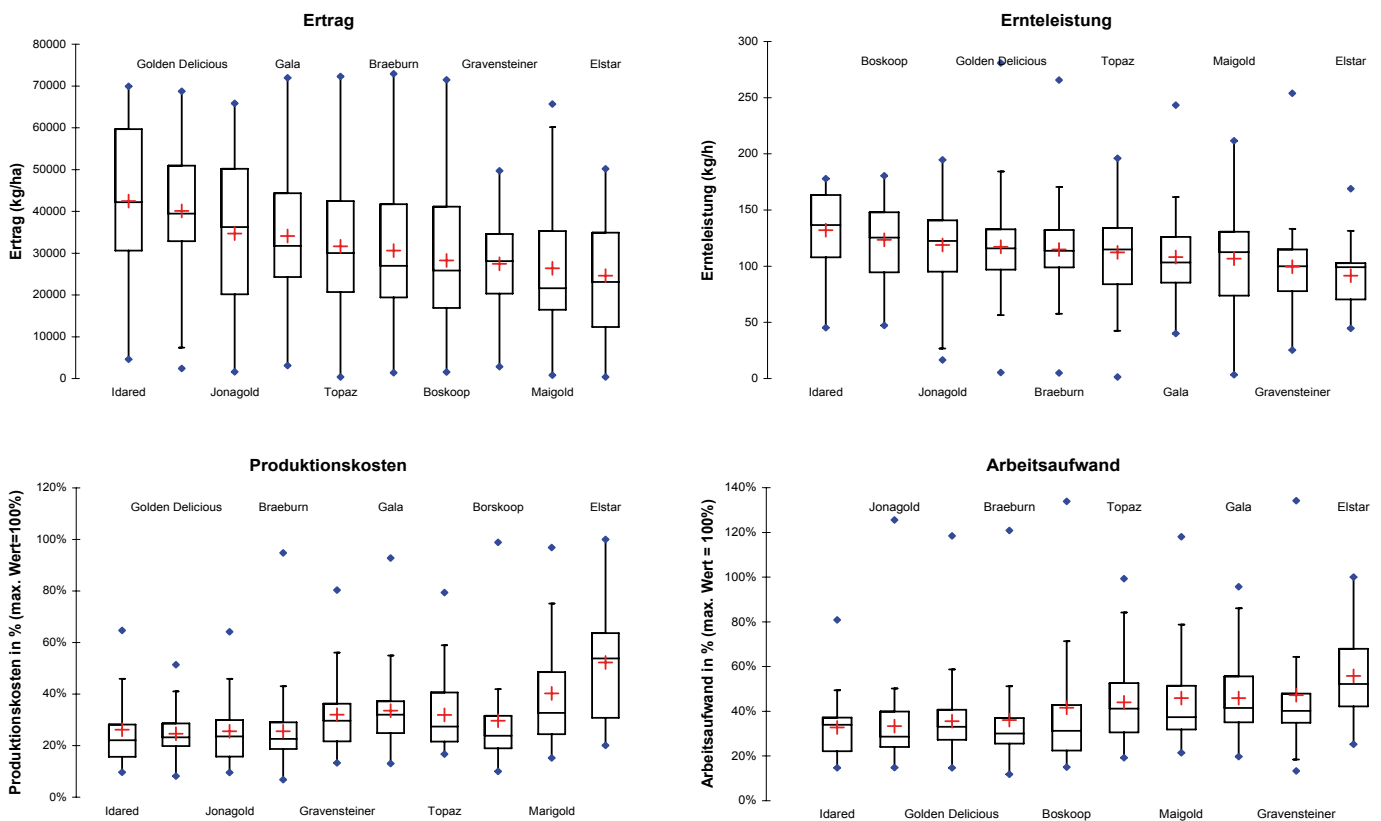 Ertrag
Ertrag (kg/ha)
80000
70000
60000
50000
40000
30000
20000
10000
0
Golden Delicious Gala Braeburn Gravensteiner Elstar
Idared Jonagold Topaz Boskoop Maigold
Ernteleistung
Ernteleistung (kg/h)
300
250
200
150
100
50
0
Boskoop Golden Delicious Topaz Maigold Elstar
Idared Jonagold Braeburn Gala Gravensteiner
Produktionskosten
Produktionskosten in % (max. Wert=100%)
120%
100%
80%
60%
40%
20%
0%
Golden Delicious Braeburn Gala Borskoop Elstar
Idared Jonagold Gravensteiner Topaz Marigold
Arbeitsaufwand
Arbeitsaufwand in % (max. Wert = 100%)
140%
120%
100%
80%
60%
40%
20%
0%
Jonagold Braeburn Topaz Gala Elstar
Idared Golden Delicious Boskoop Maigold Gravensteiner